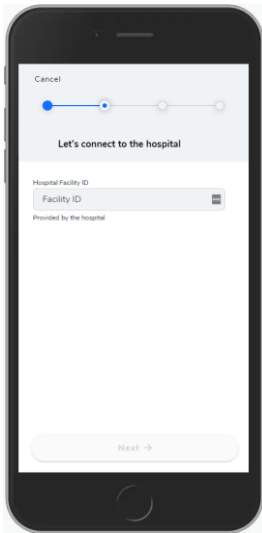 Cancel
Let's connect to the hospital
Hospital Facility ID
Facility ID
Provided by the hospital
Next →